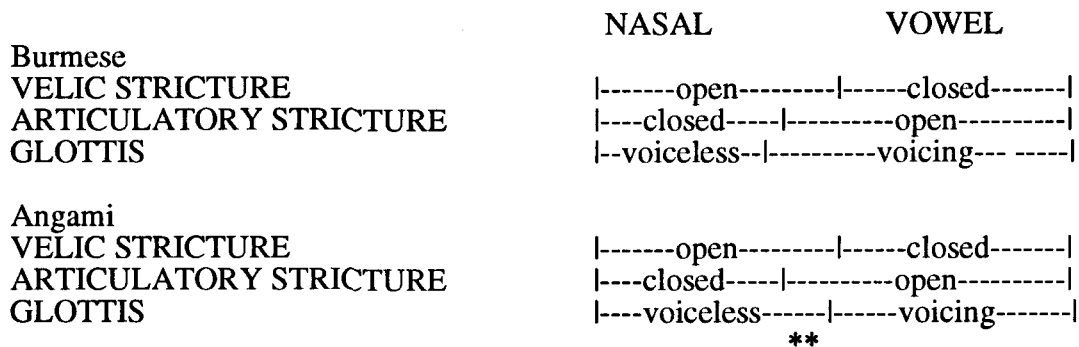 NASAL VOWEL
Burmese
VELIC STRICTURE |-------open----------|------closed-------|
ARTICULATORY STRICTURE |----closed-----|-----------open-----------|
GLOTTIS |--voiceless--|-----------voicing--- -----|
Angami
VELIC STRICTURE |-------open----------|------closed-------|
ARTICULATORY STRICTURE |----closed-----|-----------open-----------|
GLOTTIS |----voiceless------|------voicing-------|
**